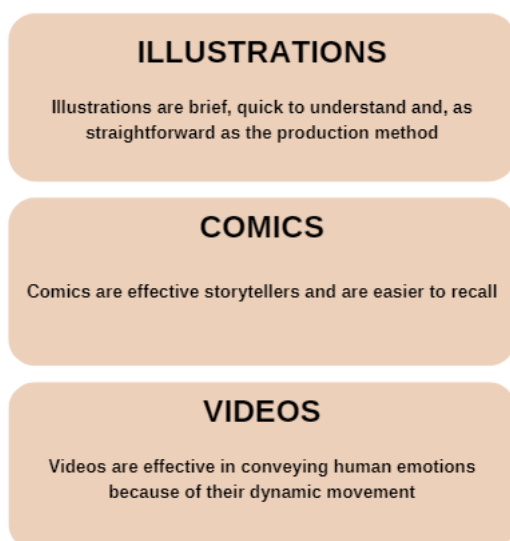 ILLUSTRATIONS
Illustrations are brief, quick to understand and, as
straightforward as the production method
COMICS
Comics are effective storytellers and are easier to recall
VIDEOS
Videos are effective in conveying human emotions
because of their dynamic movement